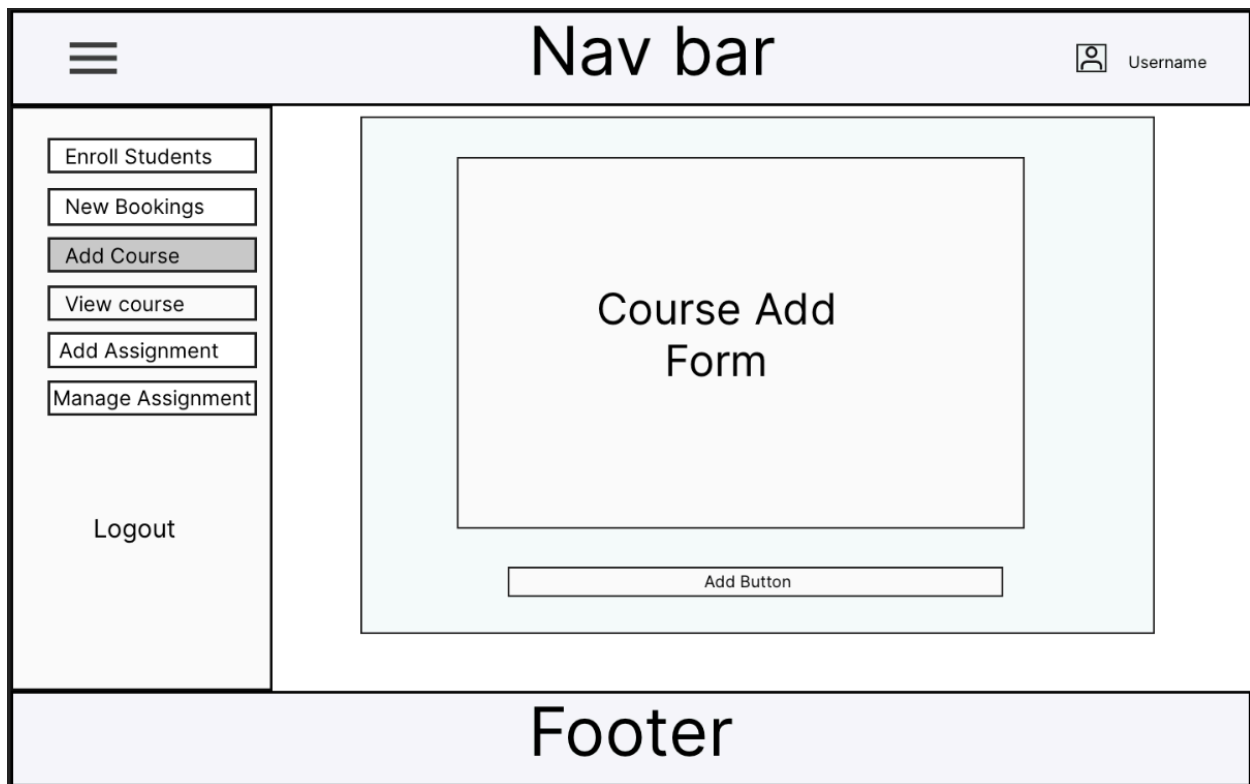 Nav bar
Username
Enroll Students
New Bookings
Add Course
View course
Add Assignment
Manage Assignment
Logout
Course Add
Form
Add Button
Footer